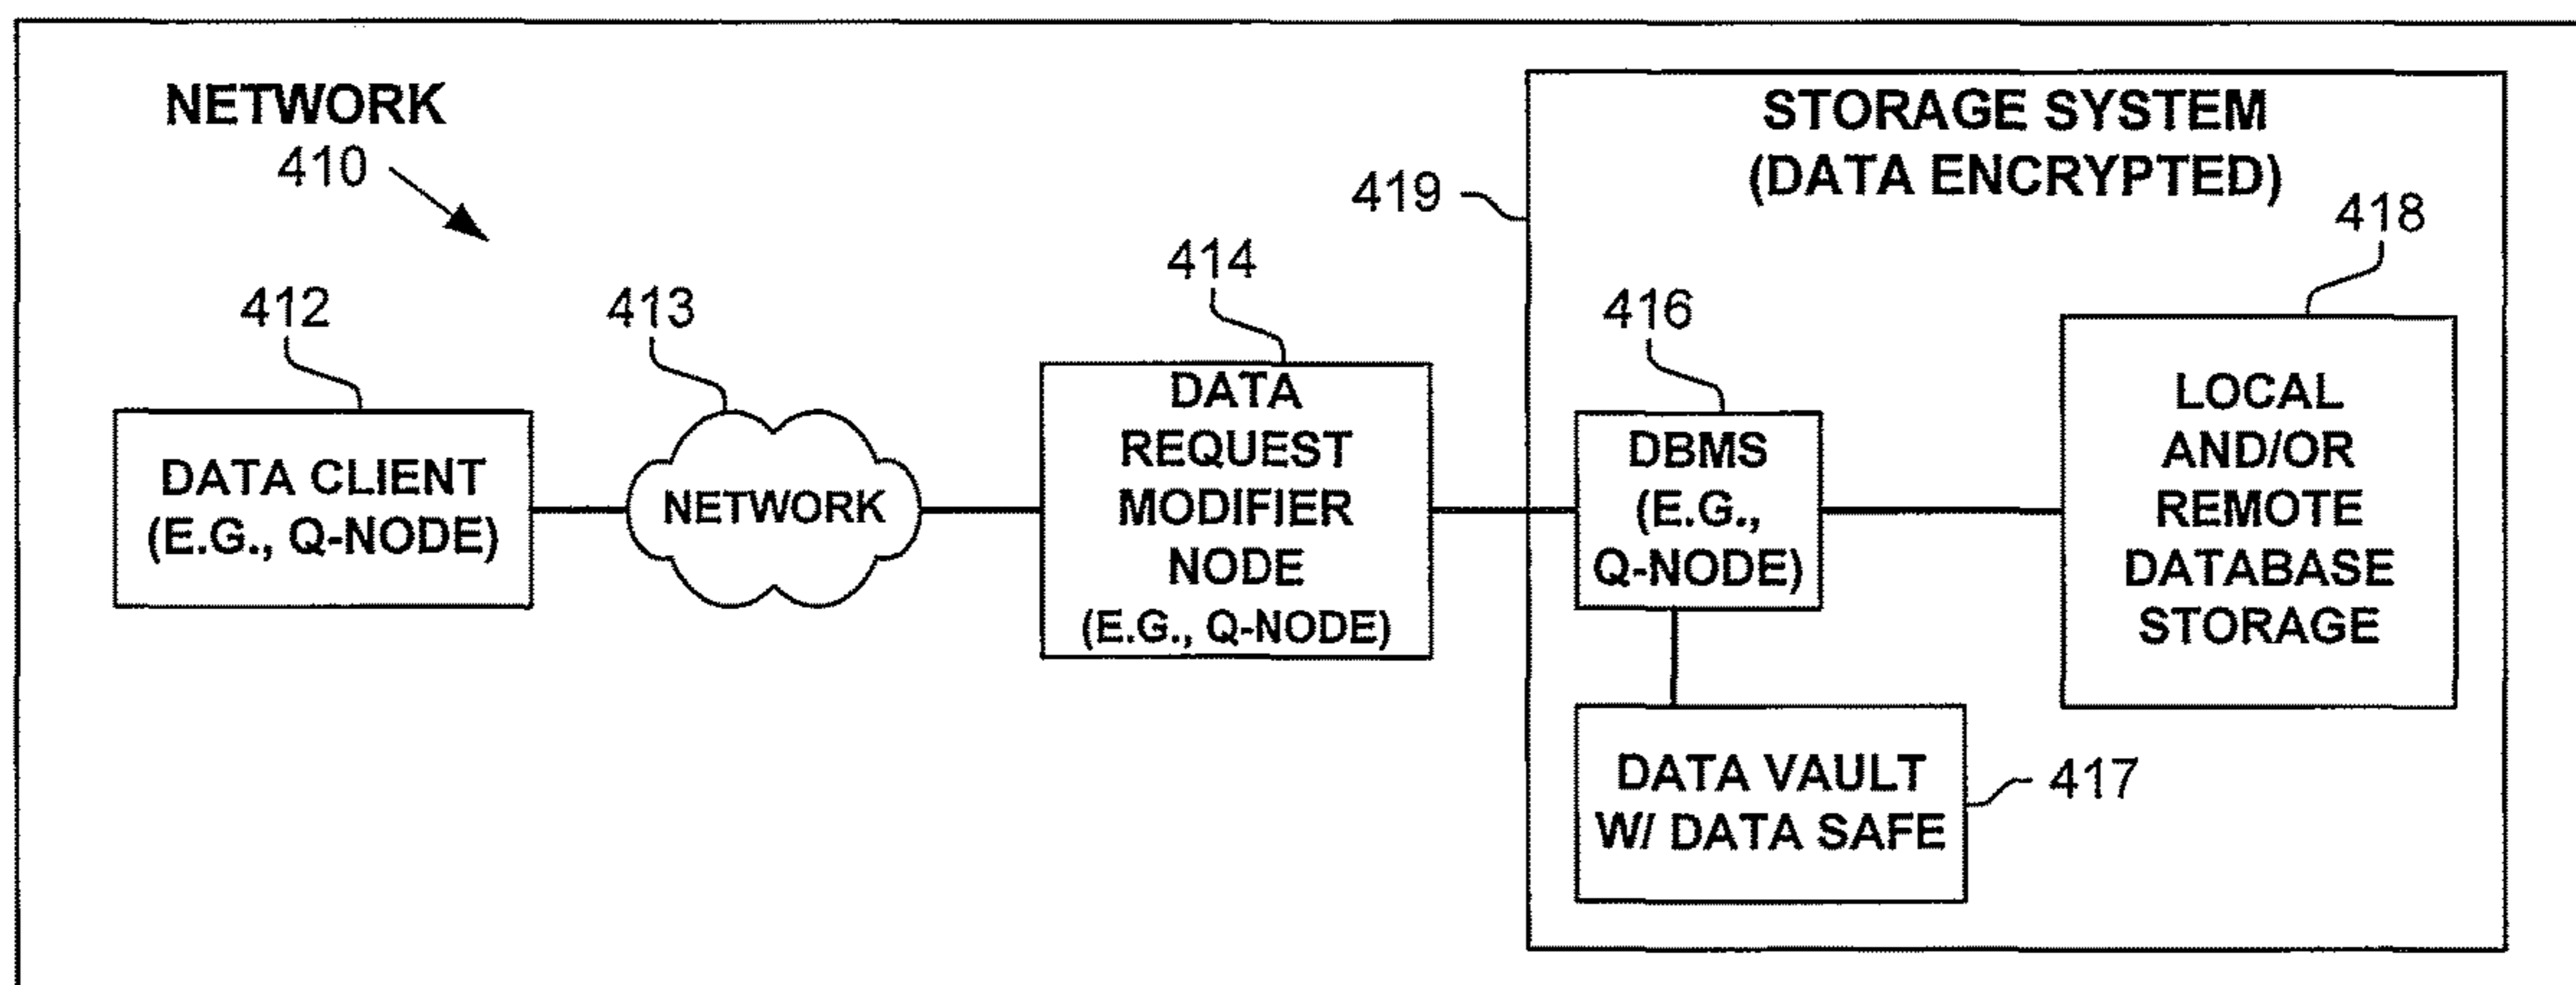 NETWORK
410
STORAGE SYSTEM
(DATA ENCRYPTED)
419
418
414
412
413
416
DATA CLIENT
(E.G., Q-NODE)
NETWORK
DATA
REQUEST
MODIFIER
NODE
(E.G., Q-NODE)
DBMS
(E.G.,
Q-NODE)
LOCAL
AND/OR
REMOTE
DATABASE
STORAGE
DATA VAULT
W/ DATA SAFE
417